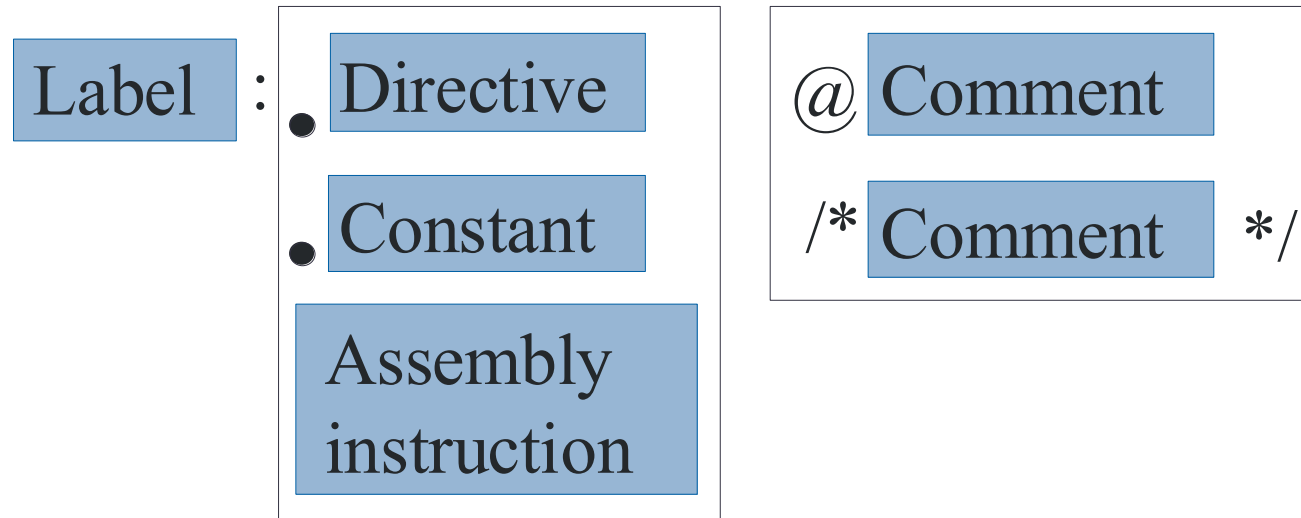 Label :
. Directive
. Constant
Assembly
instruction
@ Comment
/* Comment */